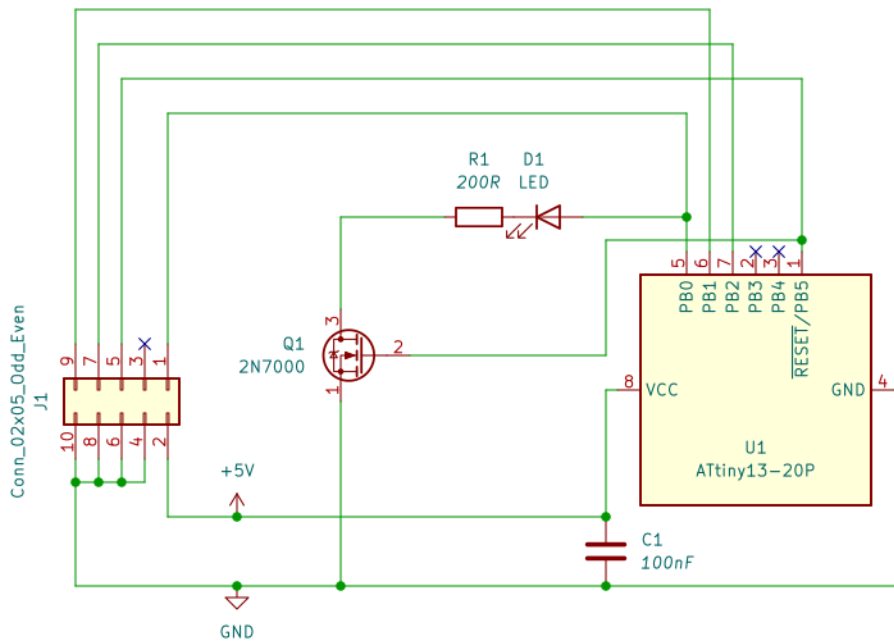 R1 D1
200R LED
5 6 7 2 3 1
PB0 PB1 PB2 PB3 PB4 RESET/PB5
3
Q1 2
2N7000
1
9 7 5 3 1
8 VCC GND 4
Conn_02x05_Odd_Even
J1
10 8 6 4 2
U1
ATtiny13-20P
+5V
C1
100nF
GND